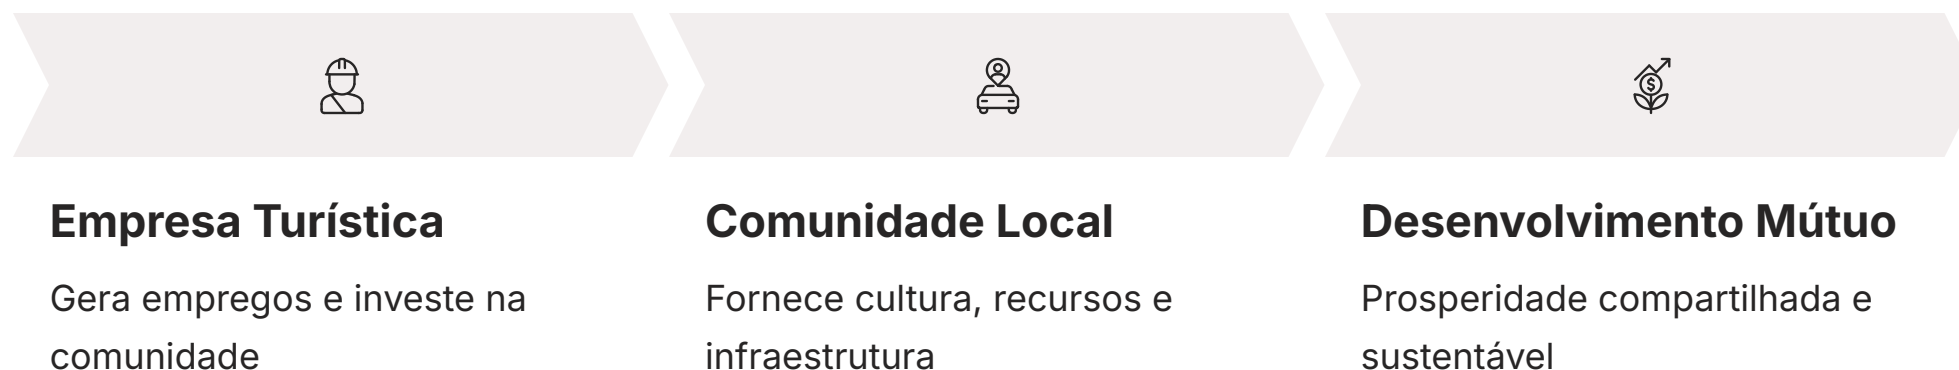 Empresa Turística
Gera empregos e investe na
comunidade
Comunidade Local
Fornece cultura, recursos e
infraestrutura
Desenvolvimento Mútuo
Prosperidade compartilhada e
sustentável